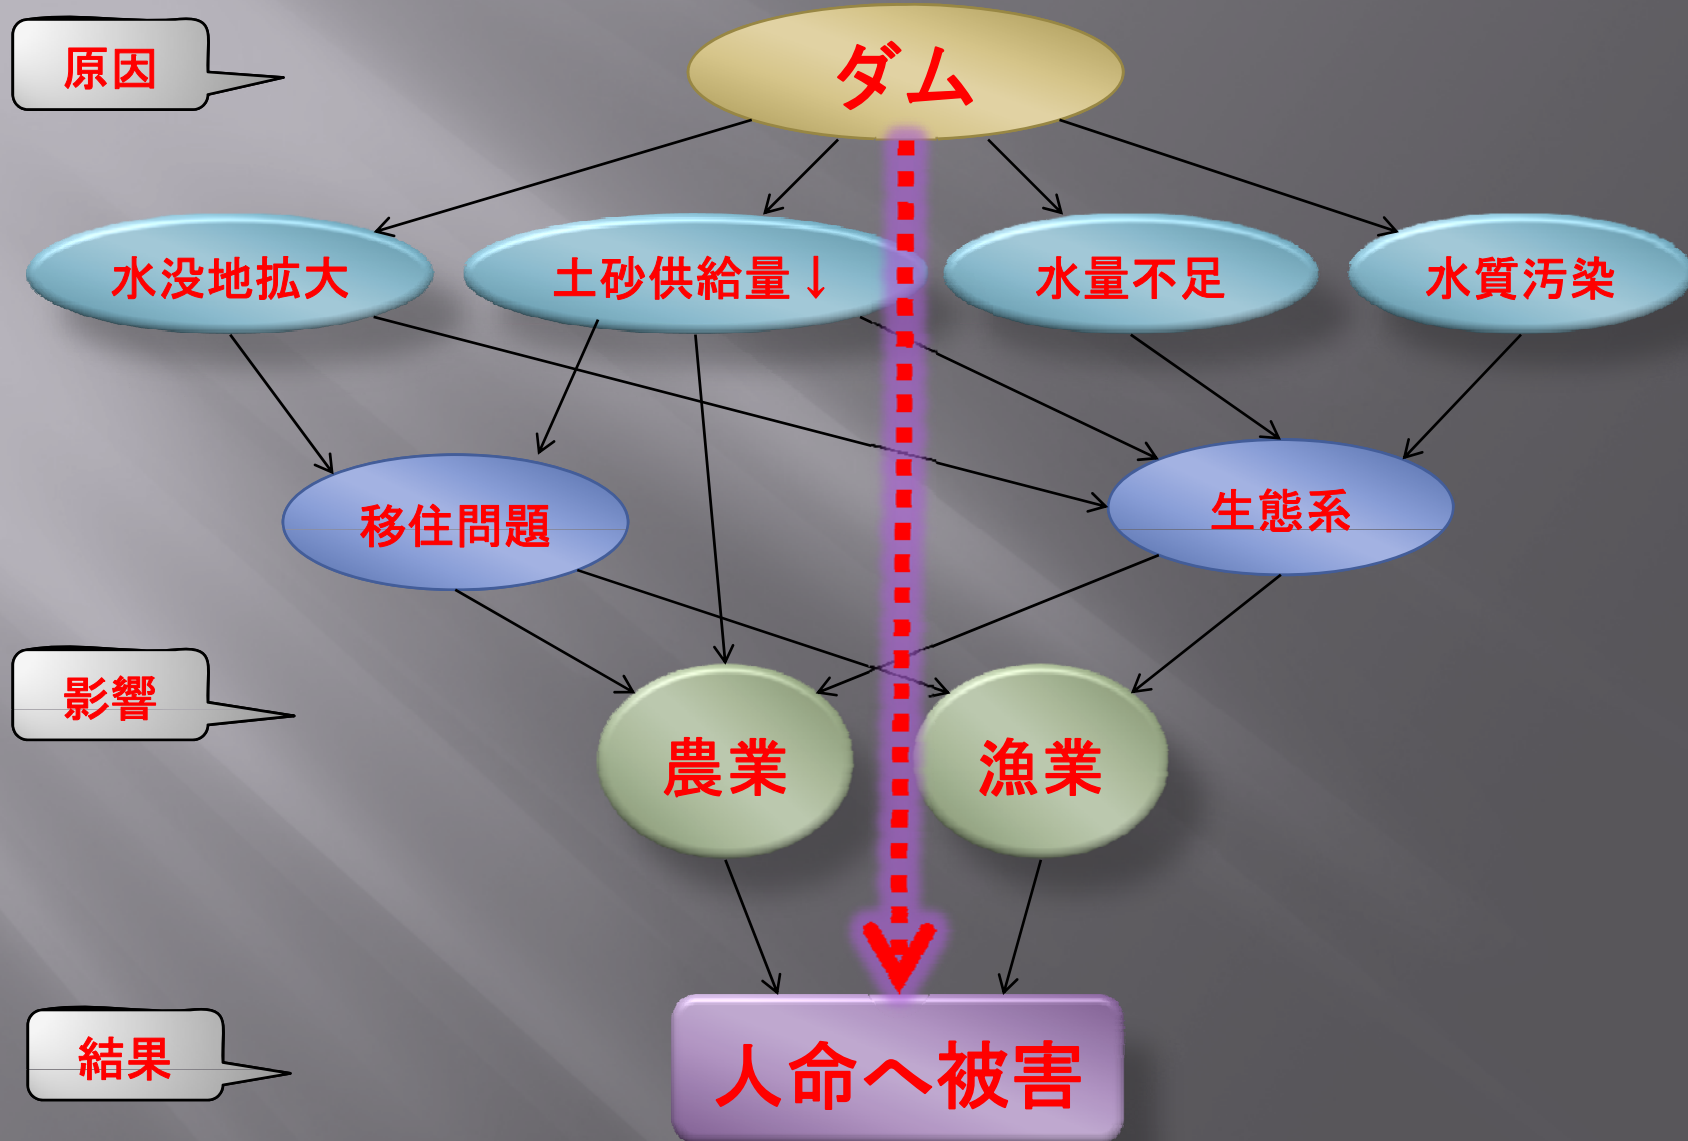 原因
ダム
水没地拡大
土砂供給量↓
水量不足
水質汚染
移住問題
生態系
影響
農業
漁業
結果
人命へ被害